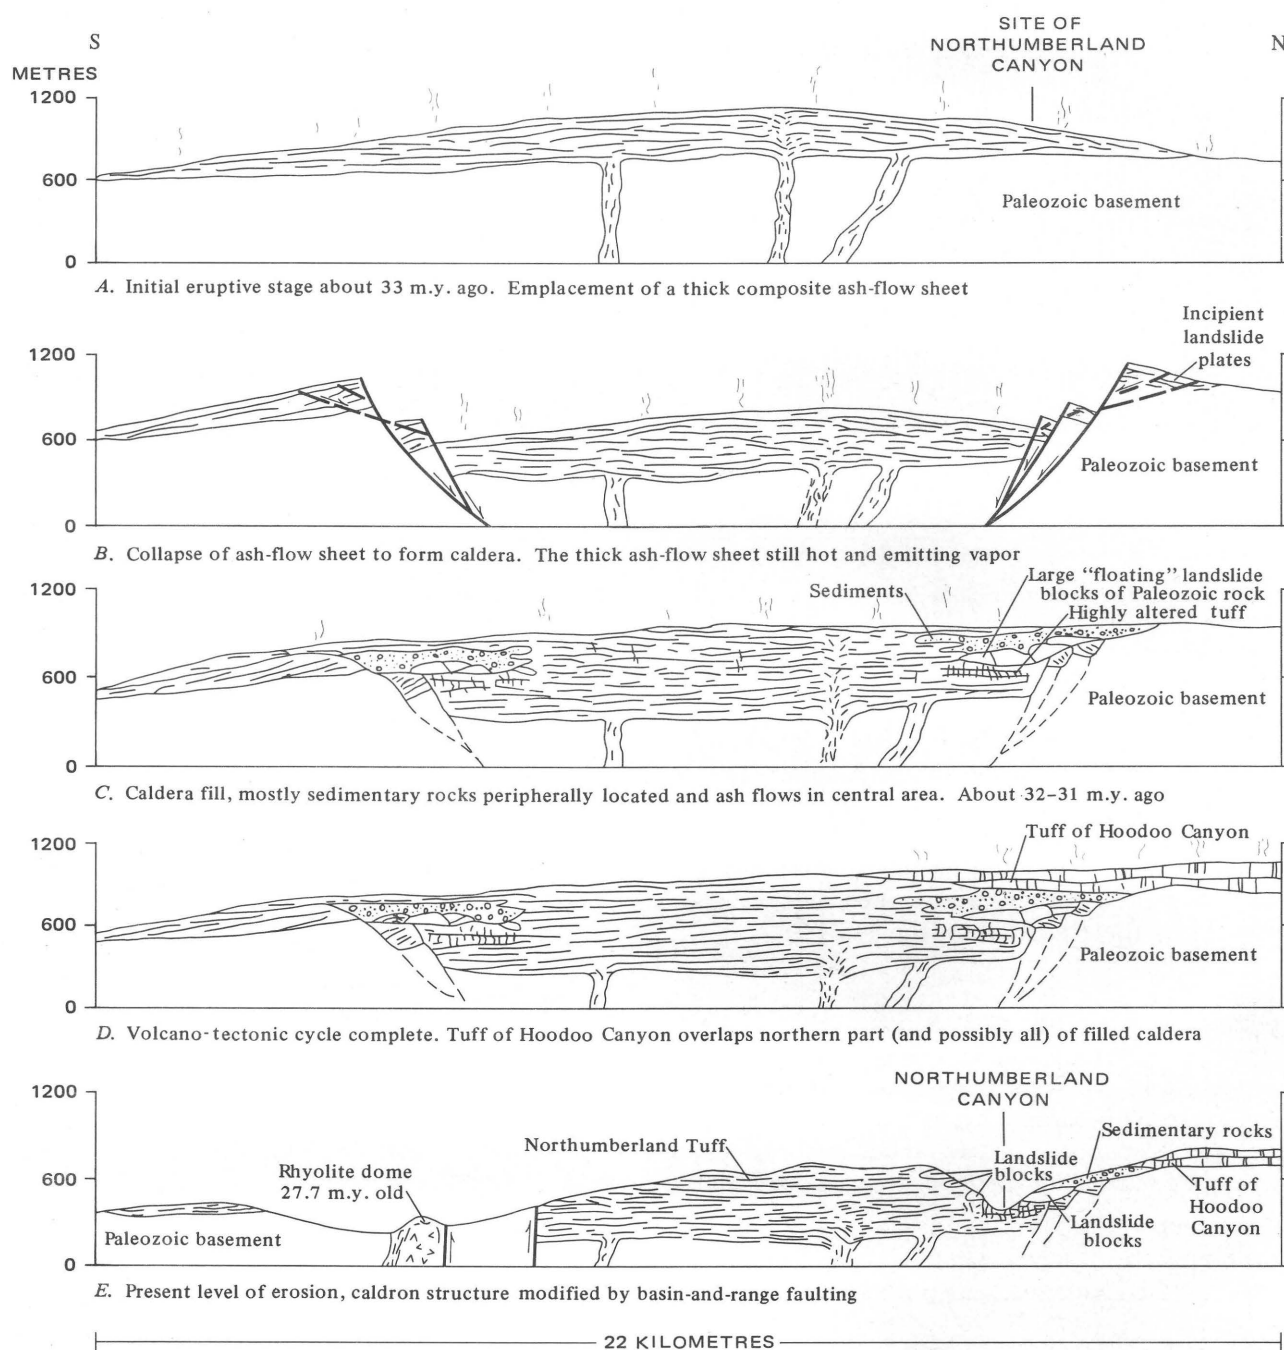 S
SITE OF
NORTHUMBERLAND
CANYON
N
METRES
1200
600
0
Paleozoic basement
A. Initial eruptive stage about 33 m.y. ago. Emplacement of a thick composite ash-flow sheet
Incipient
landslide
plates
1200
600
0
Paleozoic basement
B. Collapse of ash-flow sheet to form caldera. The thick ash-flow sheet still hot and emitting vapor
Sediments
Large “floating” landslide
blocks of Paleozoic rock
Highly altered tuff
1200
600
0
Paleozoic basement
C. Caldera fill, mostly sedimentary rocks peripherally located and ash flows in central area. About 32–31 m.y. ago
Tuff of Hoodoo Canyon
1200
600
0
Paleozoic basement
D. Volcano-tectonic cycle complete. Tuff of Hoodoo Canyon overlaps northern part (and possibly all) of filled caldera
NORTHUMBERLAND
CANYON
1200
600
0
Northumberland Tuff
Rhyolite dome
27.7 m.y. old
Paleozoic basement
Landslide
blocks
Sedimentary rocks
Tuff of
Hoodoo
Canyon
Landslide
blocks
E. Present level of erosion, caldron structure modified by basin-and-range faulting
22 KILOMETRES